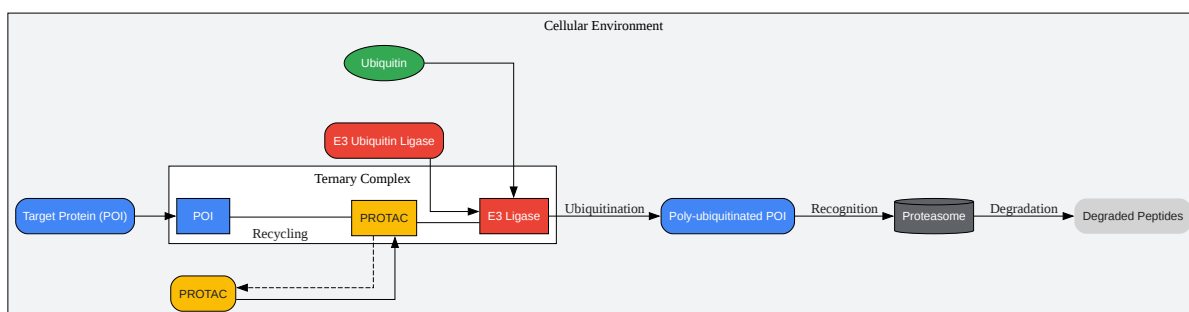 Cellular Environment
Ubiquitin
E3 Ubiquitin Ligase
Ternary Complex
Target Protein (POI)
POI
PROTAC
E3 Ligase
Ubiquitination
Poly-ubiquitinated POI
Recognition
Proteasome
Degradation
Degraded Peptides
Recycling
PROTAC